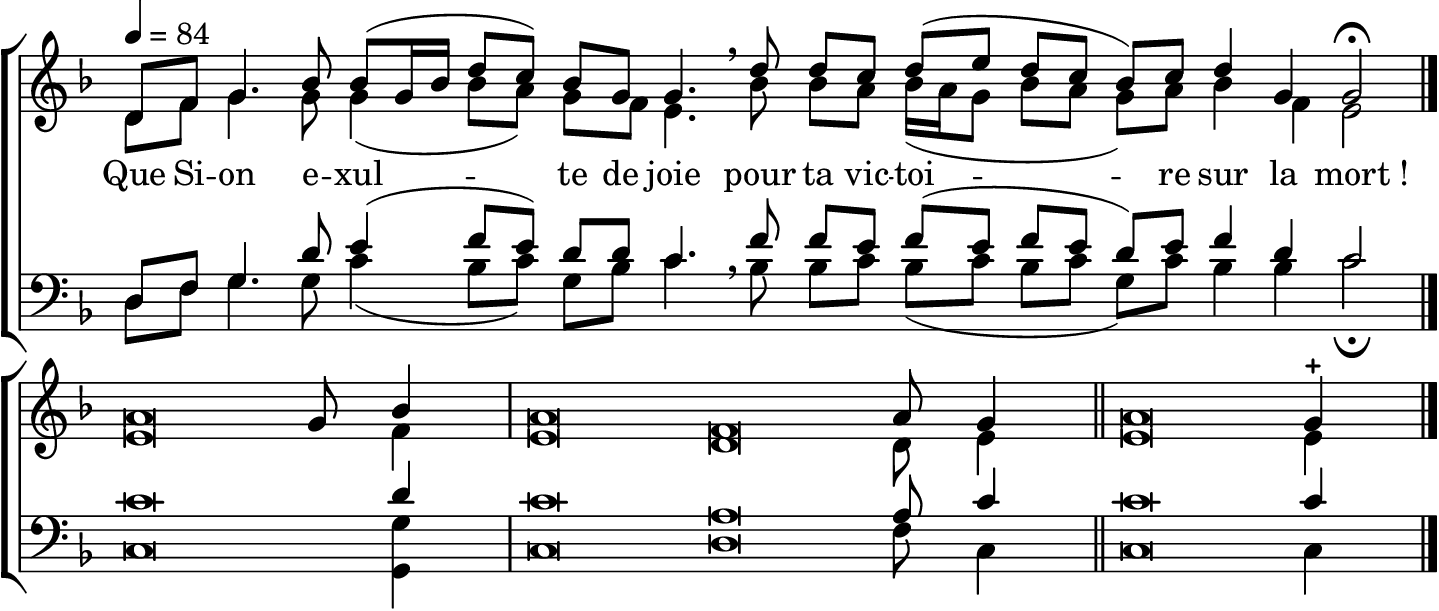 = 84
Que Si -- on e -- xul -- te de joie pour ta vic -- toi -- re sur la mort !